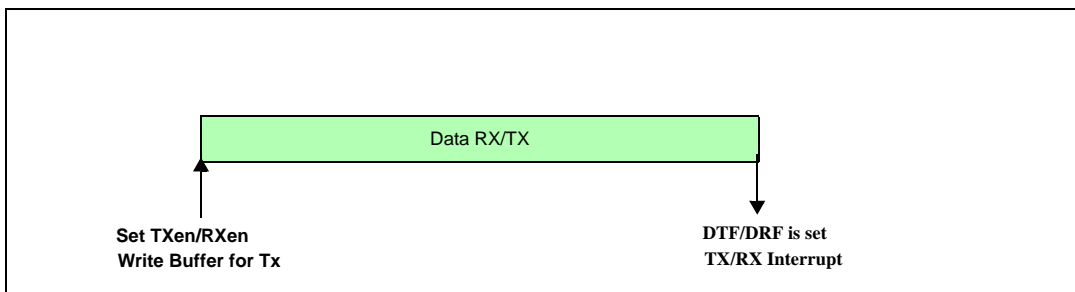 Data RX/TX
Set TXen/RXen
Write Buffer for Tx
DTF/DRF is set
TX/RX Interrupt